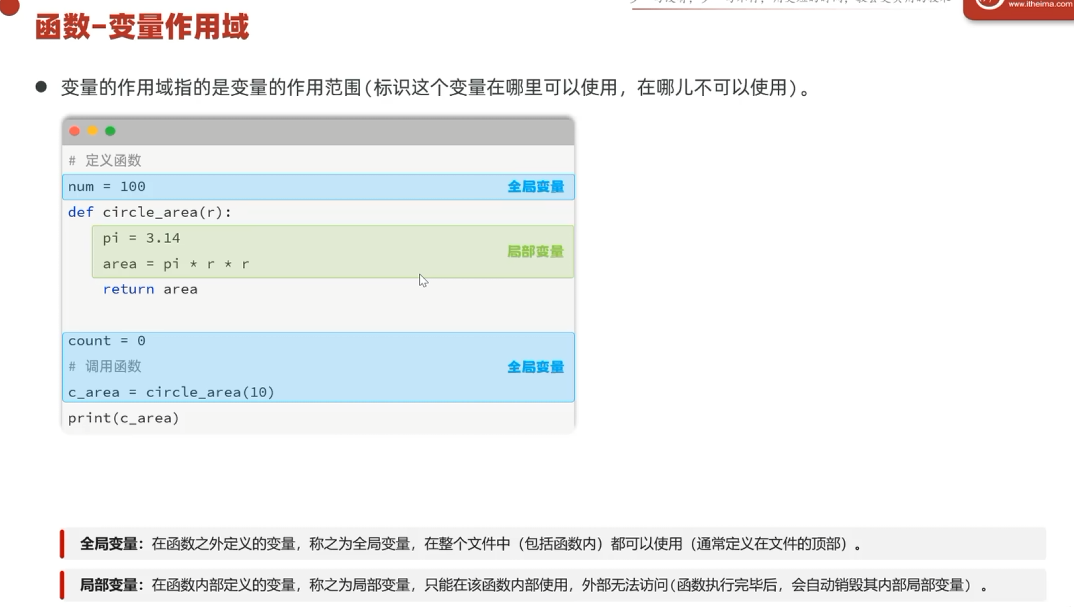 函数-变量作用域
www.itheima.com
变量的作用域指的是变量的作用范围(标识这个变量在哪里可以使用，在哪儿不可以使用)。
# 定义函数
num = 100 全局变量
def circle_area(r):
pi = 3.14
局部变量
area = pi * r * r
return area
count = 0
# 调用函数 全局变量
c_area = circle_area(10)
print(c_area)
全局变量：在函数之外定义的变量，称之为全局变量，在整个文件中（包括函数内）都可以使用（通常定义在文件的顶部）。
局部变量：在函数内部定义的变量，称之为局部变量，只能在该函数内部使用，外部无法访问(函数执行完毕后，会自动销毁其内部局部变量）。